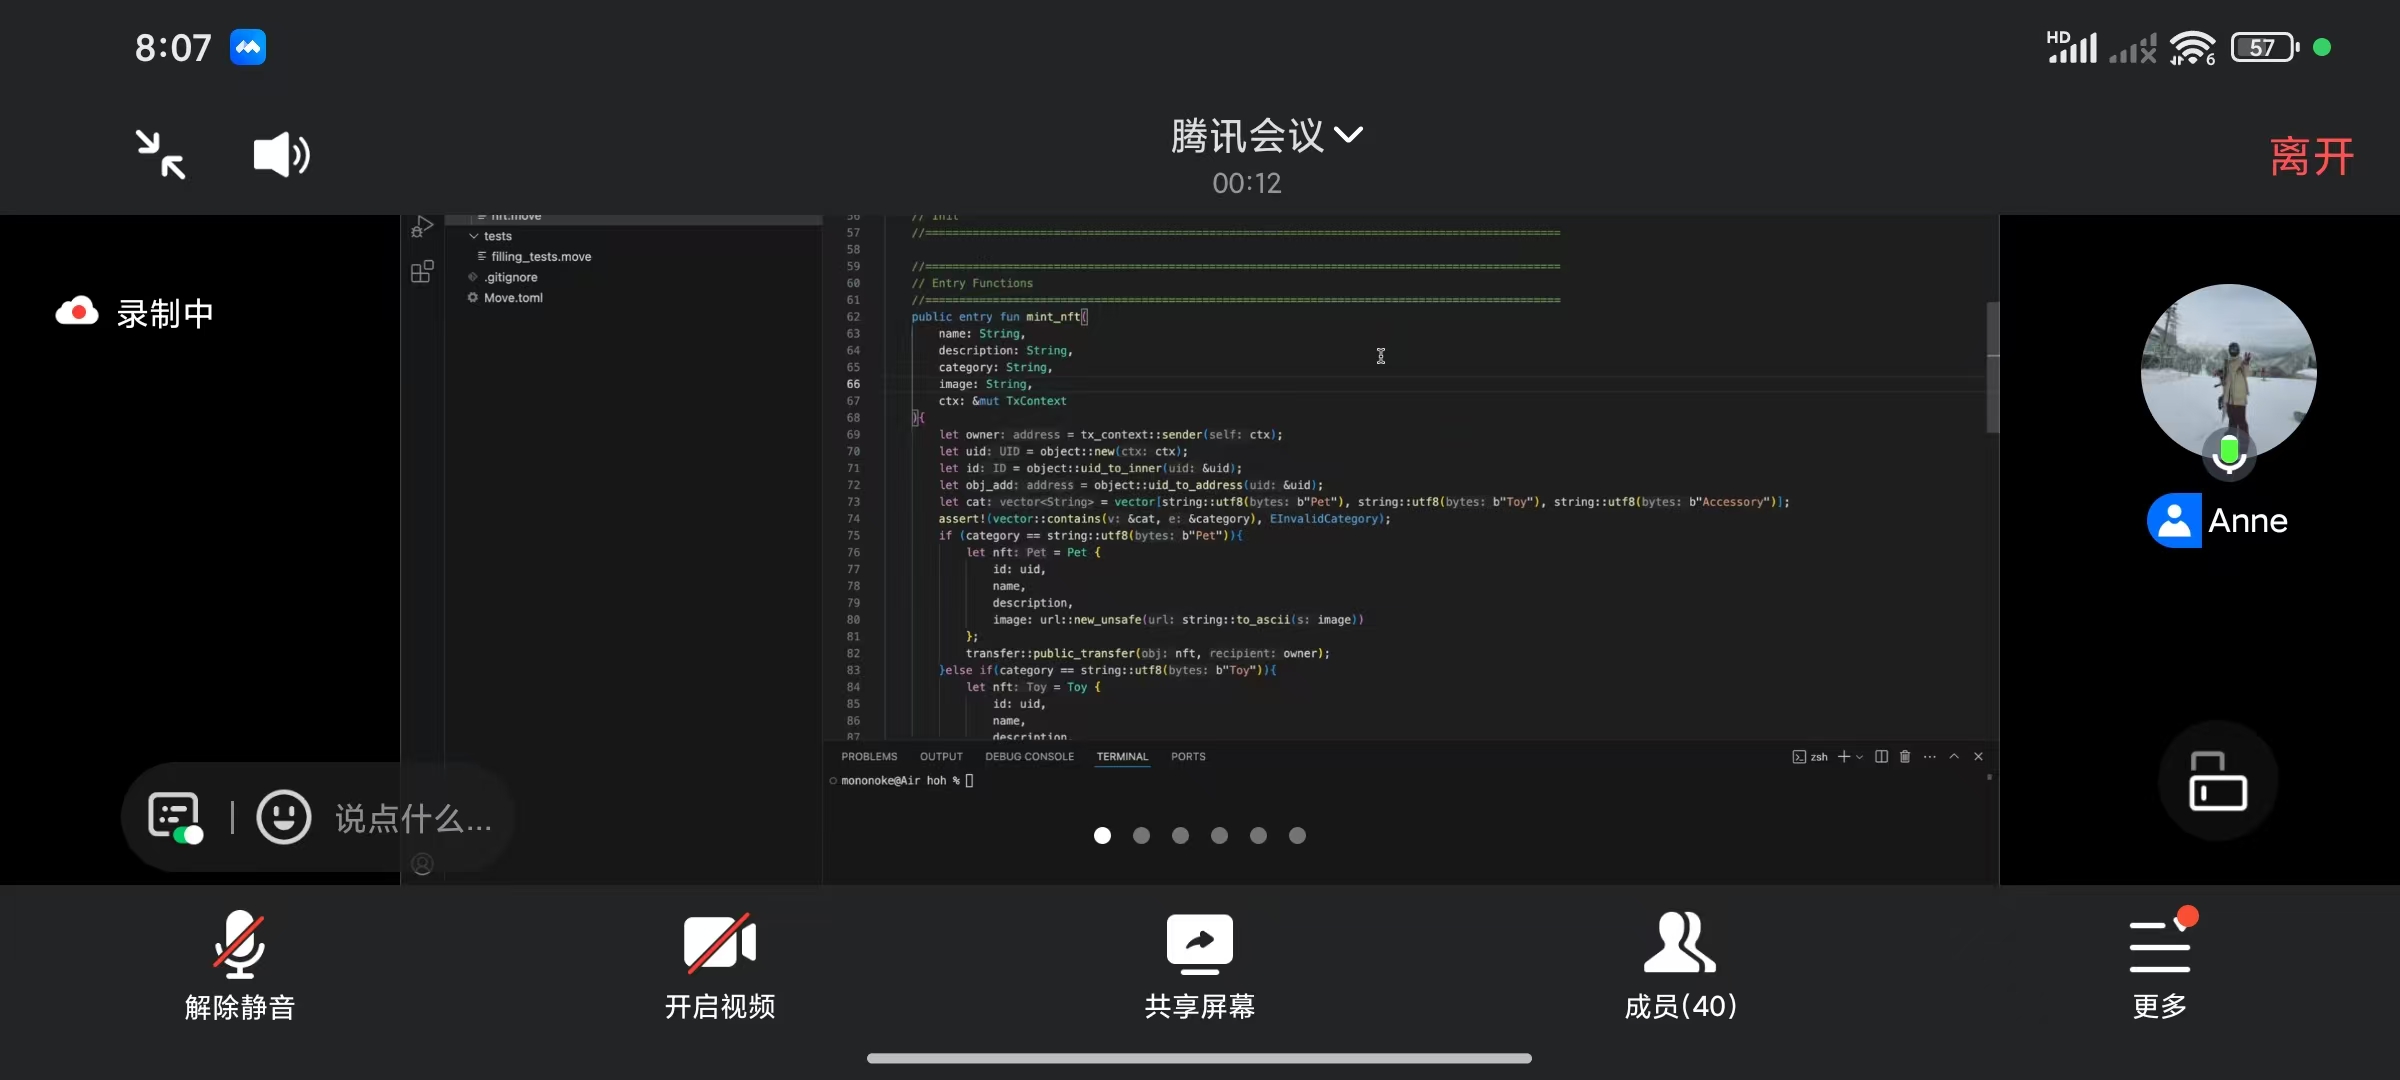 8:07
HD
6
57
腾讯会议
00:12
离开
录制中
nft.move
tests
filling_tests.move
.gitignore
Move.toml
56 // Init
57 //==============================================================================================
58
59 //==============================================================================================
60 // Entry Functions
61 //==============================================================================================
62 public entry fun mint_nft(
63 name: String,
64 description: String,
65 category: String,
66 image: String,
67 ctx: &mut TxContext
68 ){
69 let owner: address = tx_context::sender(self: ctx);
70 let uid: UID = object::new(ctx: ctx);
71 let id: ID = object::uid_to_inner(uid: &uid);
72 let obj_add: address = object::uid_to_address(uid: &uid);
73 let cat: vector<String> = vector[string::utf8(bytes: b"Pet"), string::utf8(bytes: b"Toy"), string::utf8(bytes: b"Accessory")];
74 assert!(vector::contains(v: &cat, e: &category), EInvalidCategory);
75 if (category == string::utf8(bytes: b"Pet")){
76 let nft: Pet = Pet {
77 id: uid,
78 name,
79 description,
80 image: url::new_unsafe(url: string::to_ascii(s: image))
81 };
82 transfer::public_transfer(obj: nft, recipient: owner);
83 }else if(category == string::utf8(bytes: b"Toy")){
84 let nft: Toy = Toy {
85 id: uid,
86 name,
87 description,
PROBLEMS OUTPUT DEBUG CONSOLE TERMINAL PORTS
zsh
mononoke@Air hoh %
Anne
说点什么...
解除静音
开启视频
共享屏幕
成员(40)
更多